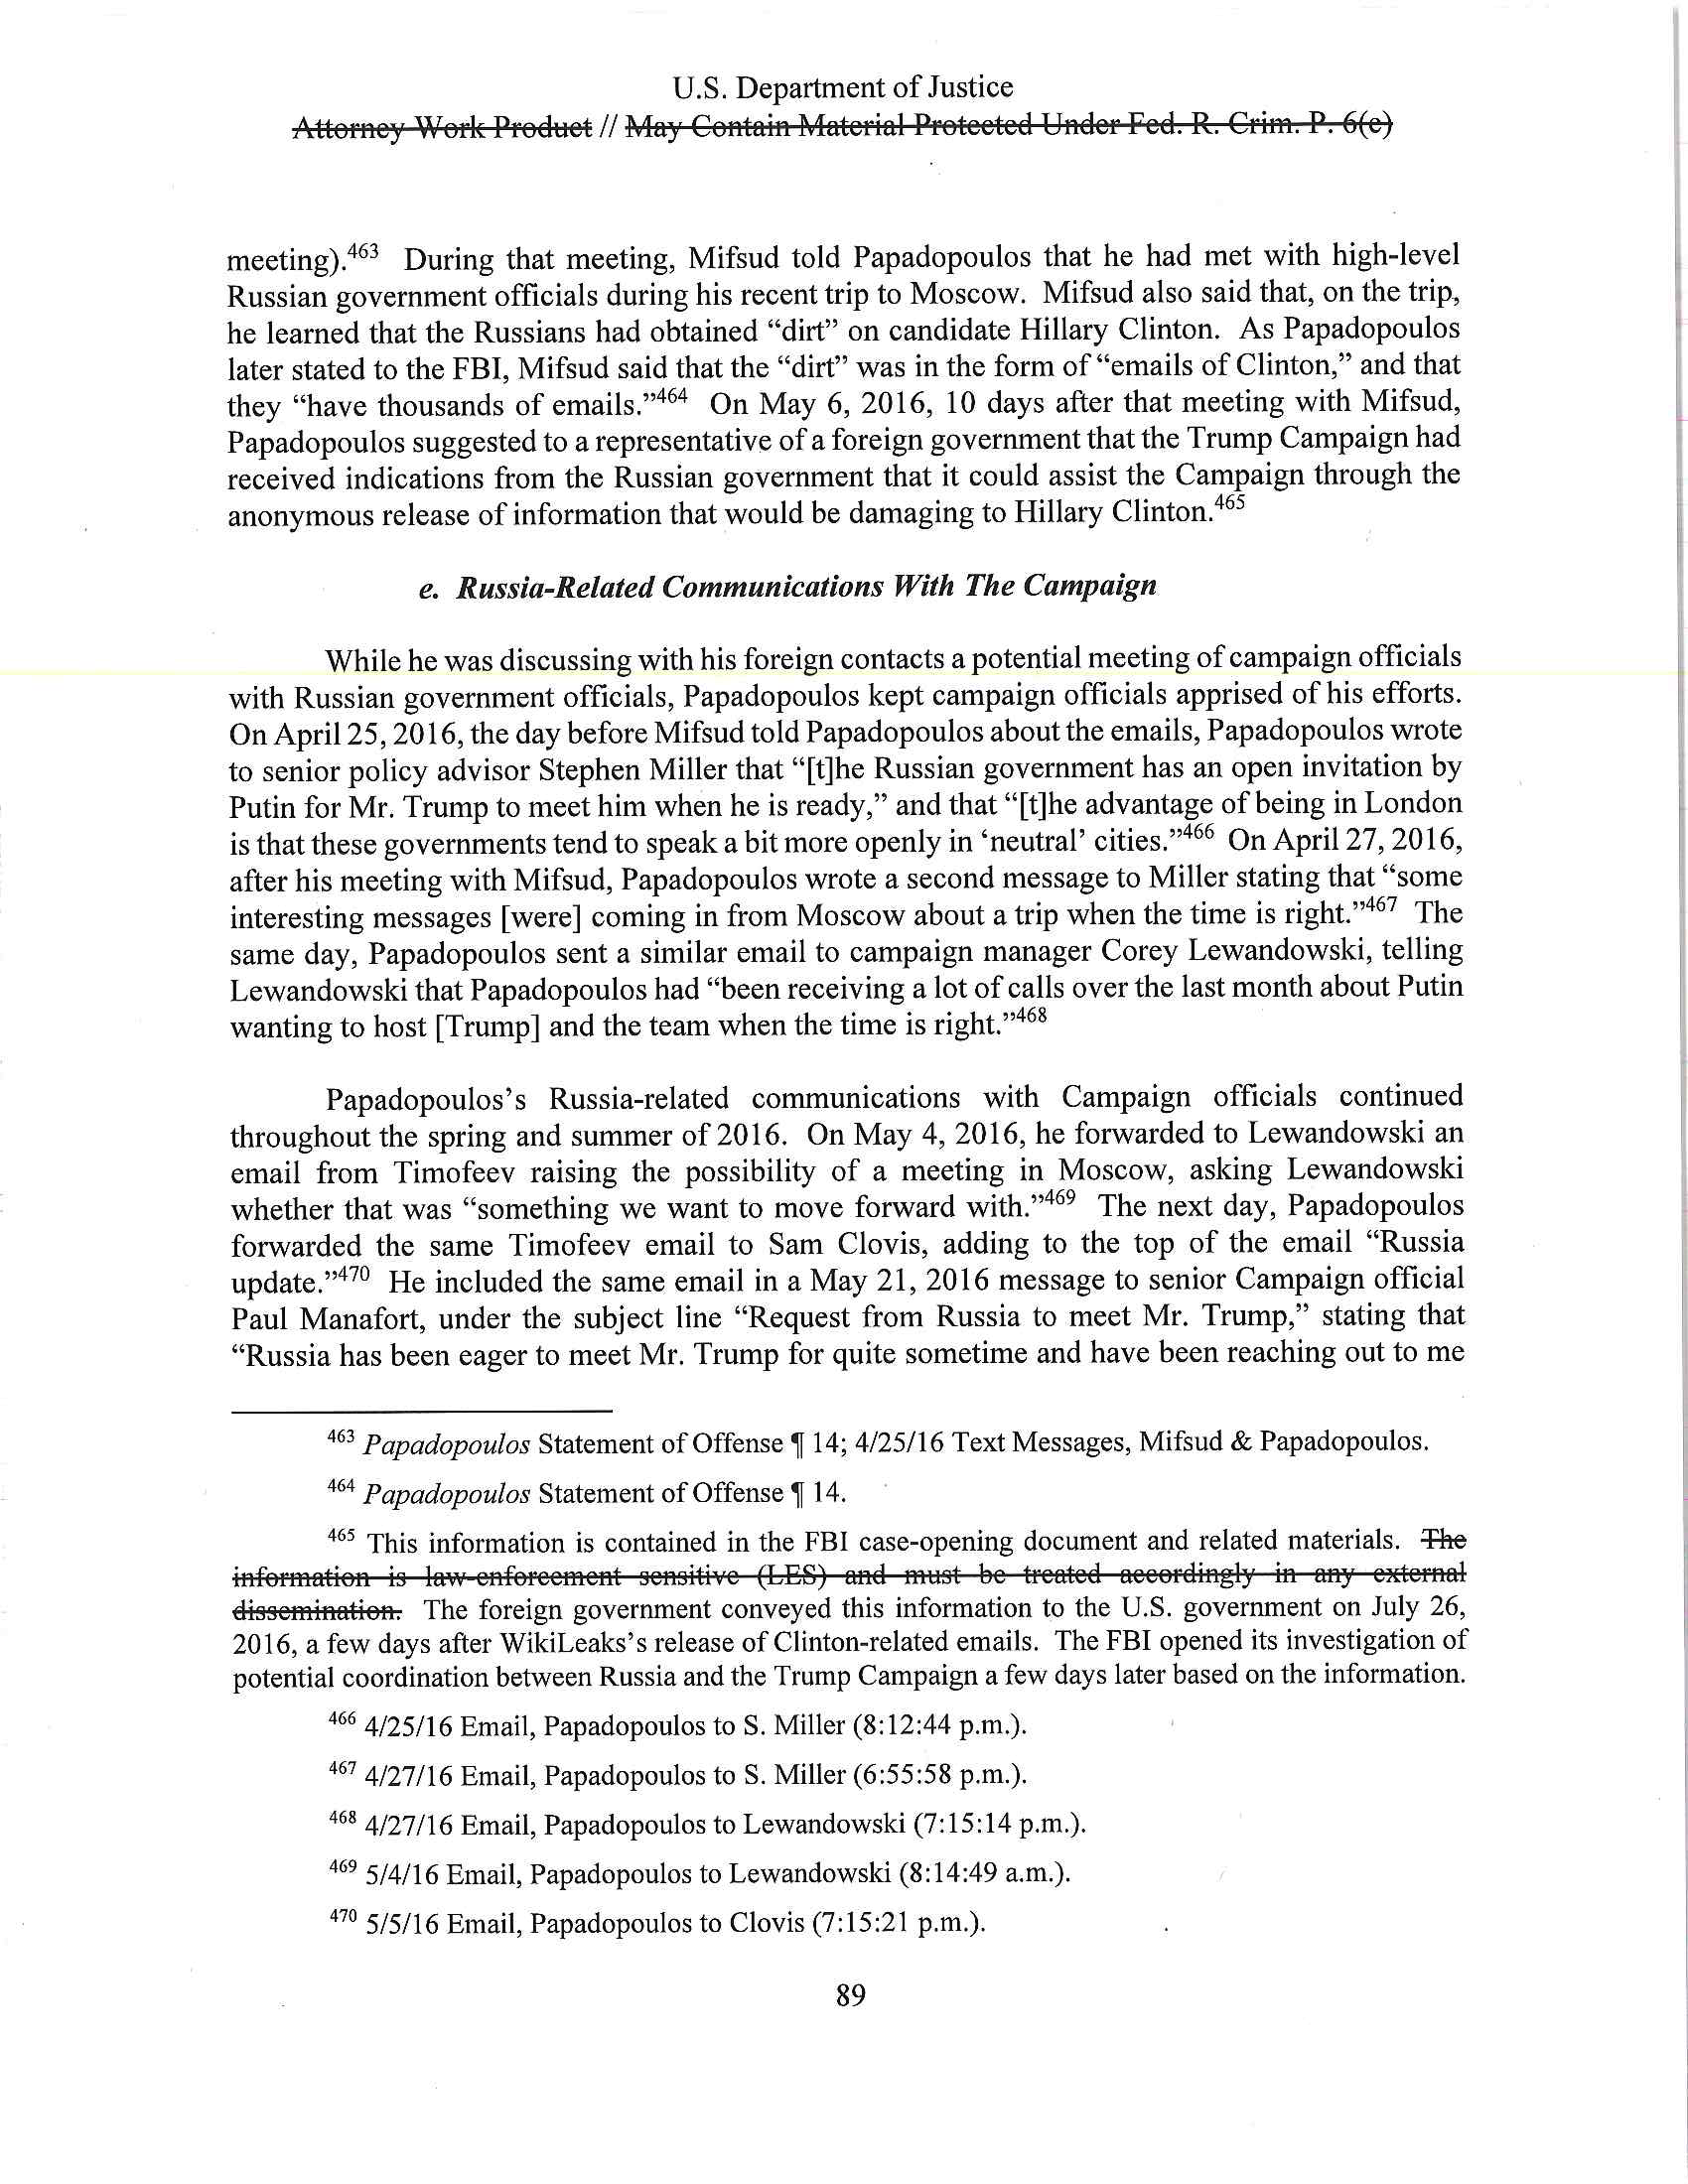 U.S. Department of Justice
Attorney Work Product // May Contain Material Protected Under Fed. R. Crim. P. 6(e)
meeting).463 During that meeting, Mifsud told Papadopoulos that he had met with high-level
Russian government officials during his recent trip to Moscow. Mifsud also said that, on the trip,
he learned that the Russians had obtained “dirt” on candidate Hillary Clinton. As Papadopoulos
later stated to the FBI, Mifsud said that the “dirt” was in the form of “emails of Clinton,” and that
they “have thousands of emails.”464 On May 6, 2016, 10 days after that meeting with Mifsud,
Papadopoulos suggested to a representative of a foreign government that the Trump Campaign had
received indications from the Russian government that it could assist the Campaign through the
anonymous release of information that would be damaging to Hillary Clinton.465
e. Russia-Related Communications With The Campaign
While he was discussing with his foreign contacts a potential meeting of campaign officials
with Russian government officials, Papadopoulos kept campaign officials apprised of his efforts.
On April 25, 2016, the day before Mifsud told Papadopoulos about the emails, Papadopoulos wrote
to senior policy advisor Stephen Miller that “[t]he Russian government has an open invitation by
Putin for Mr. Trump to meet him when he is ready,” and that “[t]he advantage of being in London
is that these governments tend to speak a bit more openly in ‘neutral’ cities.”466 On April 27, 2016,
after his meeting with Mifsud, Papadopoulos wrote a second message to Miller stating that “some
interesting messages [were] coming in from Moscow about a trip when the time is right.”467 The
same day, Papadopoulos sent a similar email to campaign manager Corey Lewandowski, telling
Lewandowski that Papadopoulos had “been receiving a lot of calls over the last month about Putin
wanting to host [Trump] and the team when the time is right.”468
Papadopoulos’s Russia-related communications with Campaign officials continued
throughout the spring and summer of 2016. On May 4, 2016, he forwarded to Lewandowski an
email from Timofeev raising the possibility of a meeting in Moscow, asking Lewandowski
whether that was “something we want to move forward with.”469 The next day, Papadopoulos
forwarded the same Timofeev email to Sam Clovis, adding to the top of the email “Russia
update.”470 He included the same email in a May 21, 2016 message to senior Campaign official
Paul Manafort, under the subject line “Request from Russia to meet Mr. Trump,” stating that
“Russia has been eager to meet Mr. Trump for quite sometime and have been reaching out to me
463 Papadopoulos Statement of Offense ¶ 14; 4/25/16 Text Messages, Mifsud & Papadopoulos.
464 Papadopoulos Statement of Offense ¶ 14.
465 This information is contained in the FBI case-opening document and related materials. The
information is law-enforcement sensitive (LES) and must be treated accordingly in any external
dissemination. The foreign government conveyed this information to the U.S. government on July 26,
2016, a few days after WikiLeaks’s release of Clinton-related emails. The FBI opened its investigation of
potential coordination between Russia and the Trump Campaign a few days later based on the information.
466 4/25/16 Email, Papadopoulos to S. Miller (8:12:44 p.m.).
467 4/27/16 Email, Papadopoulos to S. Miller (6:55:58 p.m.).
468 4/27/16 Email, Papadopoulos to Lewandowski (7:15:14 p.m.).
469 5/4/16 Email, Papadopoulos to Lewandowski (8:14:49 a.m.).
470 5/5/16 Email, Papadopoulos to Clovis (7:15:21 p.m.).
89